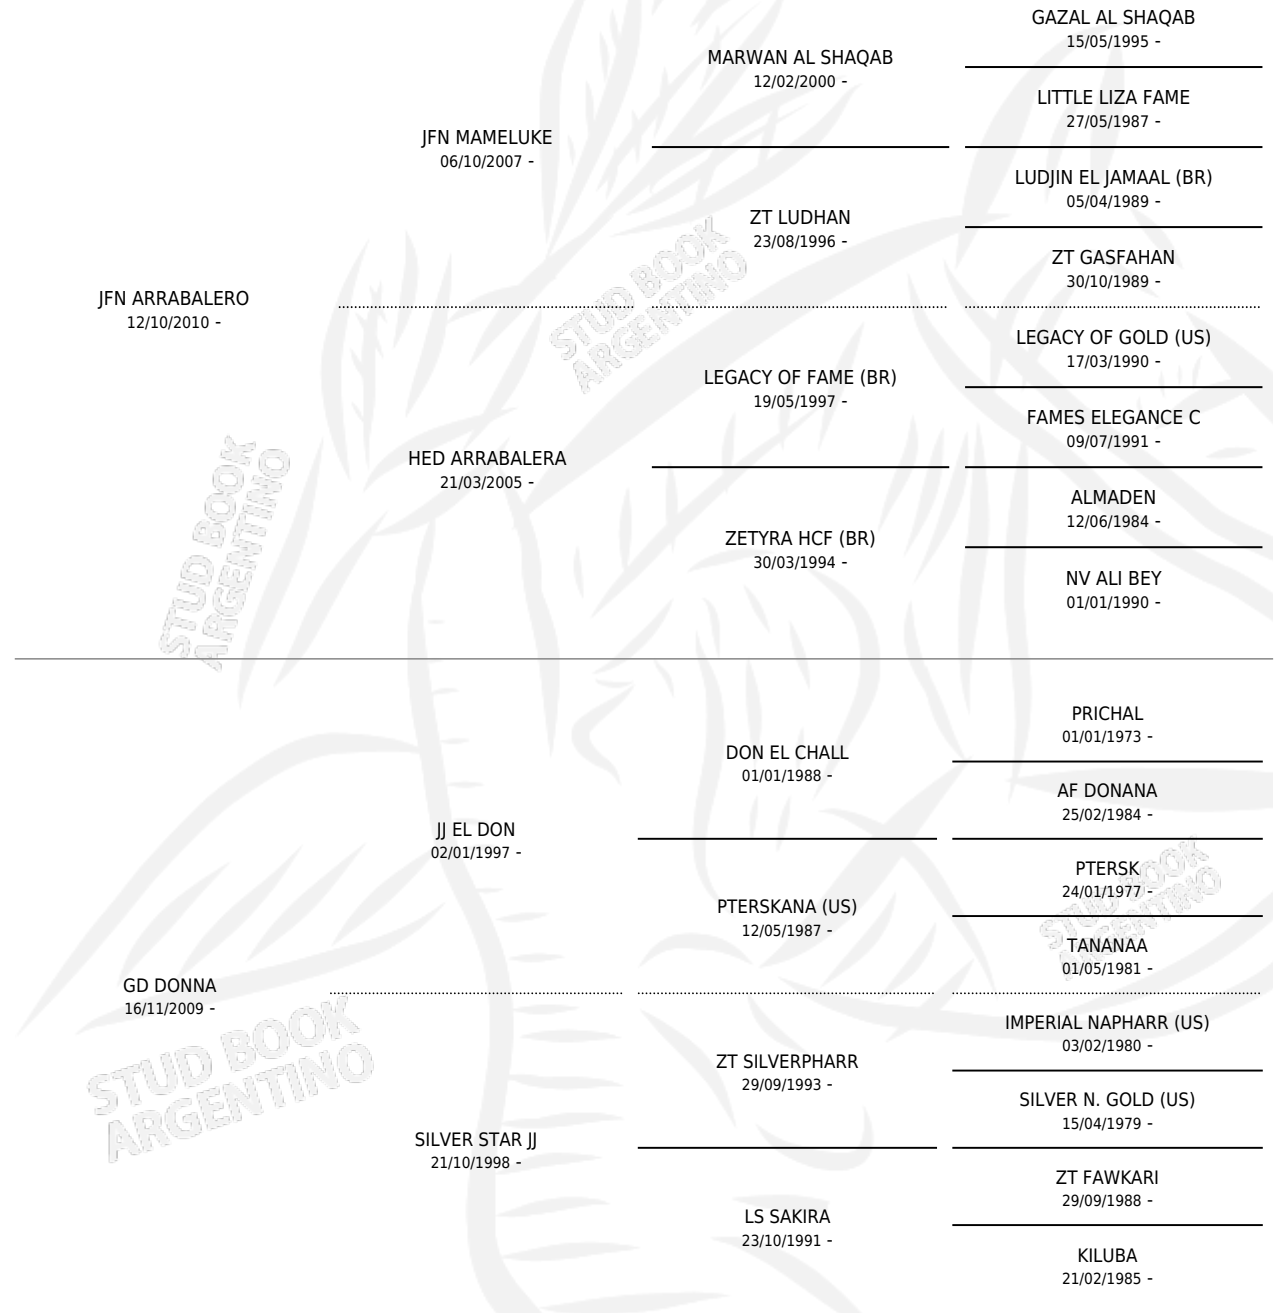 GAZAL AL SHAQAB
15/05/1995 -
MARWAN AL SHAQAB
12/02/2000 -
LITTLE LIZA FAME
27/05/1987 -
JFN MAMELUKE
06/10/2007 -
LUDJIN EL JAMAAL (BR)
05/04/1989 -
ZT LUDHAN
23/08/1996 -
ZT GASFAHAN
30/10/1989 -
JFN ARRABALERO
12/10/2010 -
LEGACY OF GOLD (US)
17/03/1990 -
LEGACY OF FAME (BR)
19/05/1997 -
FAMES ELEGANCE C
09/07/1991 -
HED ARRABALERA
21/03/2005 -
ALMADEN
12/06/1984 -
ZETYRA HCF (BR)
30/03/1994 -
NV ALI BEY
01/01/1990 -
STUD BOOK
ARGENTINO
STUD BOOK
ARGENTINO
PRICHAL
01/01/1973 -
DON EL CHALL
01/01/1988 -
AF DONANA
25/02/1984 -
JJ EL DON
02/01/1997 -
PTERSK
24/01/1977 -
PTERSKANA (US)
12/05/1987 -
TANANAA
01/05/1981 -
GD DONNA
16/11/2009 -
IMPERIAL NAPHARR (US)
03/02/1980 -
ZT SILVERPHARR
29/09/1993 -
SILVER N. GOLD (US)
15/04/1979 -
SILVER STAR JJ
21/10/1998 -
ZT FAWKARI
29/09/1988 -
LS SAKIRA
23/10/1991 -
KILUBA
21/02/1985 -
STUD BOOK
ARGENTINO
STUD BOOK
ARGENTINO